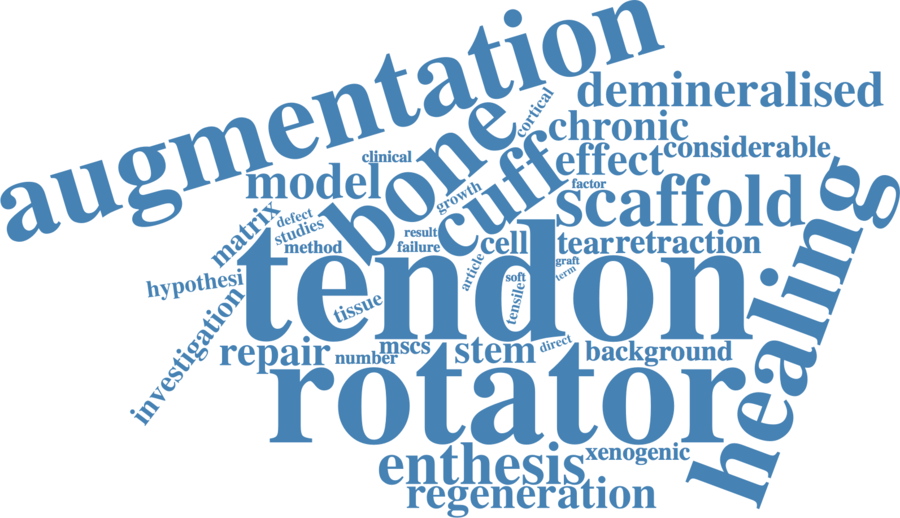 augmentation
demineralised
cortical
bone
chronic
considerable
clinical
effect
cuff
model
growth
factor
scaffold
healing
matrix
defect
studies
result
method
failure
cell
tear
retraction
tendon
article
graft
term
soft
hypothesi
tensile
tissue
investigation
repair
number
mscs
stem
direct
background
rotator
enthesis
xenogenic
regeneration